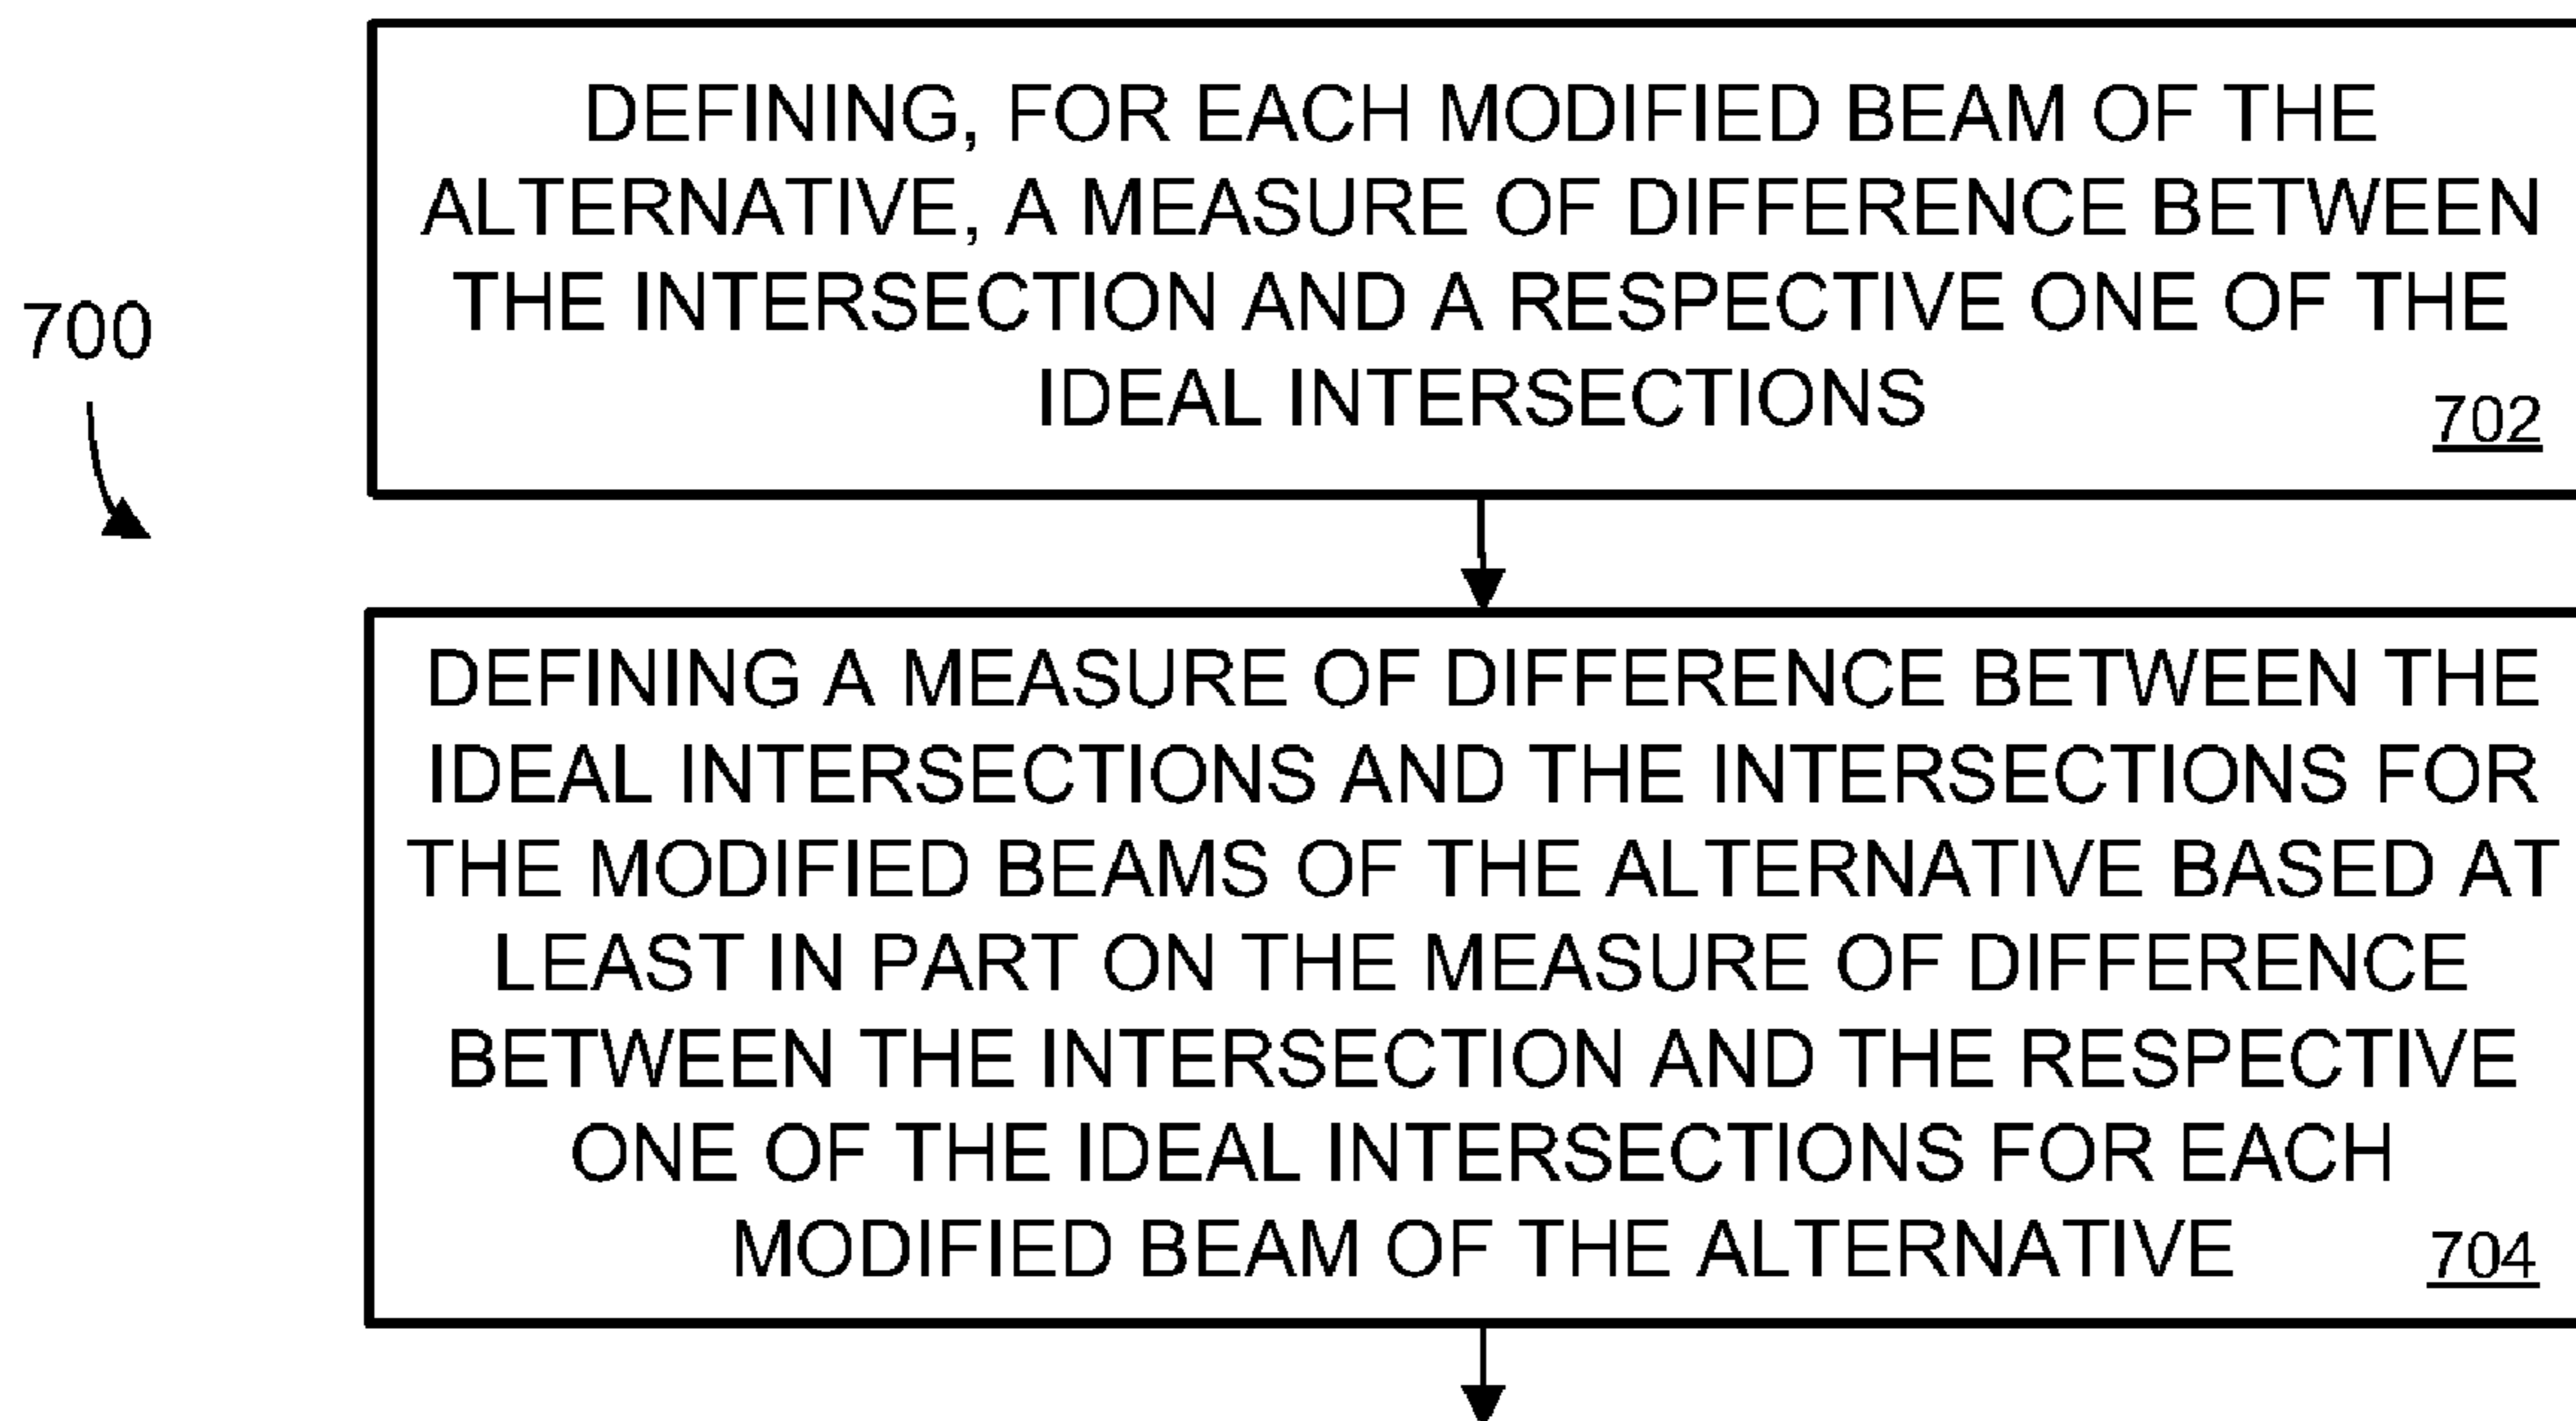 DEFINING, FOR EACH MODIFIED BEAM OF THE
ALTERNATIVE, A MEASURE OF DIFFERENCE BETWEEN
THE INTERSECTION AND A RESPECTIVE ONE OF THE
IDEAL INTERSECTIONS
702
700
DEFINING A MEASURE OF DIFFERENCE BETWEEN THE
IDEAL INTERSECTIONS AND THE INTERSECTIONS FOR
THE MODIFIED BEAMS OF THE ALTERNATIVE BASED AT
LEAST IN PART ON THE MEASURE OF DIFFERENCE
BETWEEN THE INTERSECTION AND THE RESPECTIVE
ONE OF THE IDEAL INTERSECTIONS FOR EACH
MODIFIED BEAM OF THE ALTERNATIVE
704